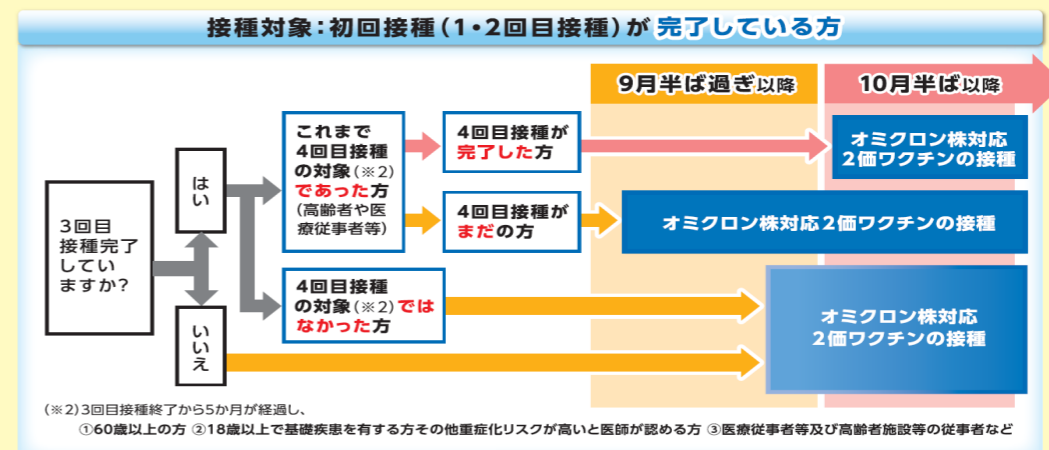 接種対象：初回接種（1・2回目接種）が 完了している方
9月半ば過ぎ以降
10月半ば以降
3回目
接種完了
してい
ますか？
はい
いいえ
これまで
4回目接種
の対象（※2）
であった方
（高齢者や医
療従事者等）
4回目接種が
完了した方
オミクロン株対応
2価ワクチンの接種
4回目接種が
まだの方
オミクロン株対応2価ワクチンの接種
4回目接種
の対象（※2）では
なかった方
オミクロン株対応
2価ワクチンの接種
（※2）3回目接種終了から5か月が経過し、
①60歳以上の方 ②18歳以上で基礎疾患を有する方その他重症化リスクが高いと医師が認める方 ③医療従事者等及び高齢者施設等の従事者など